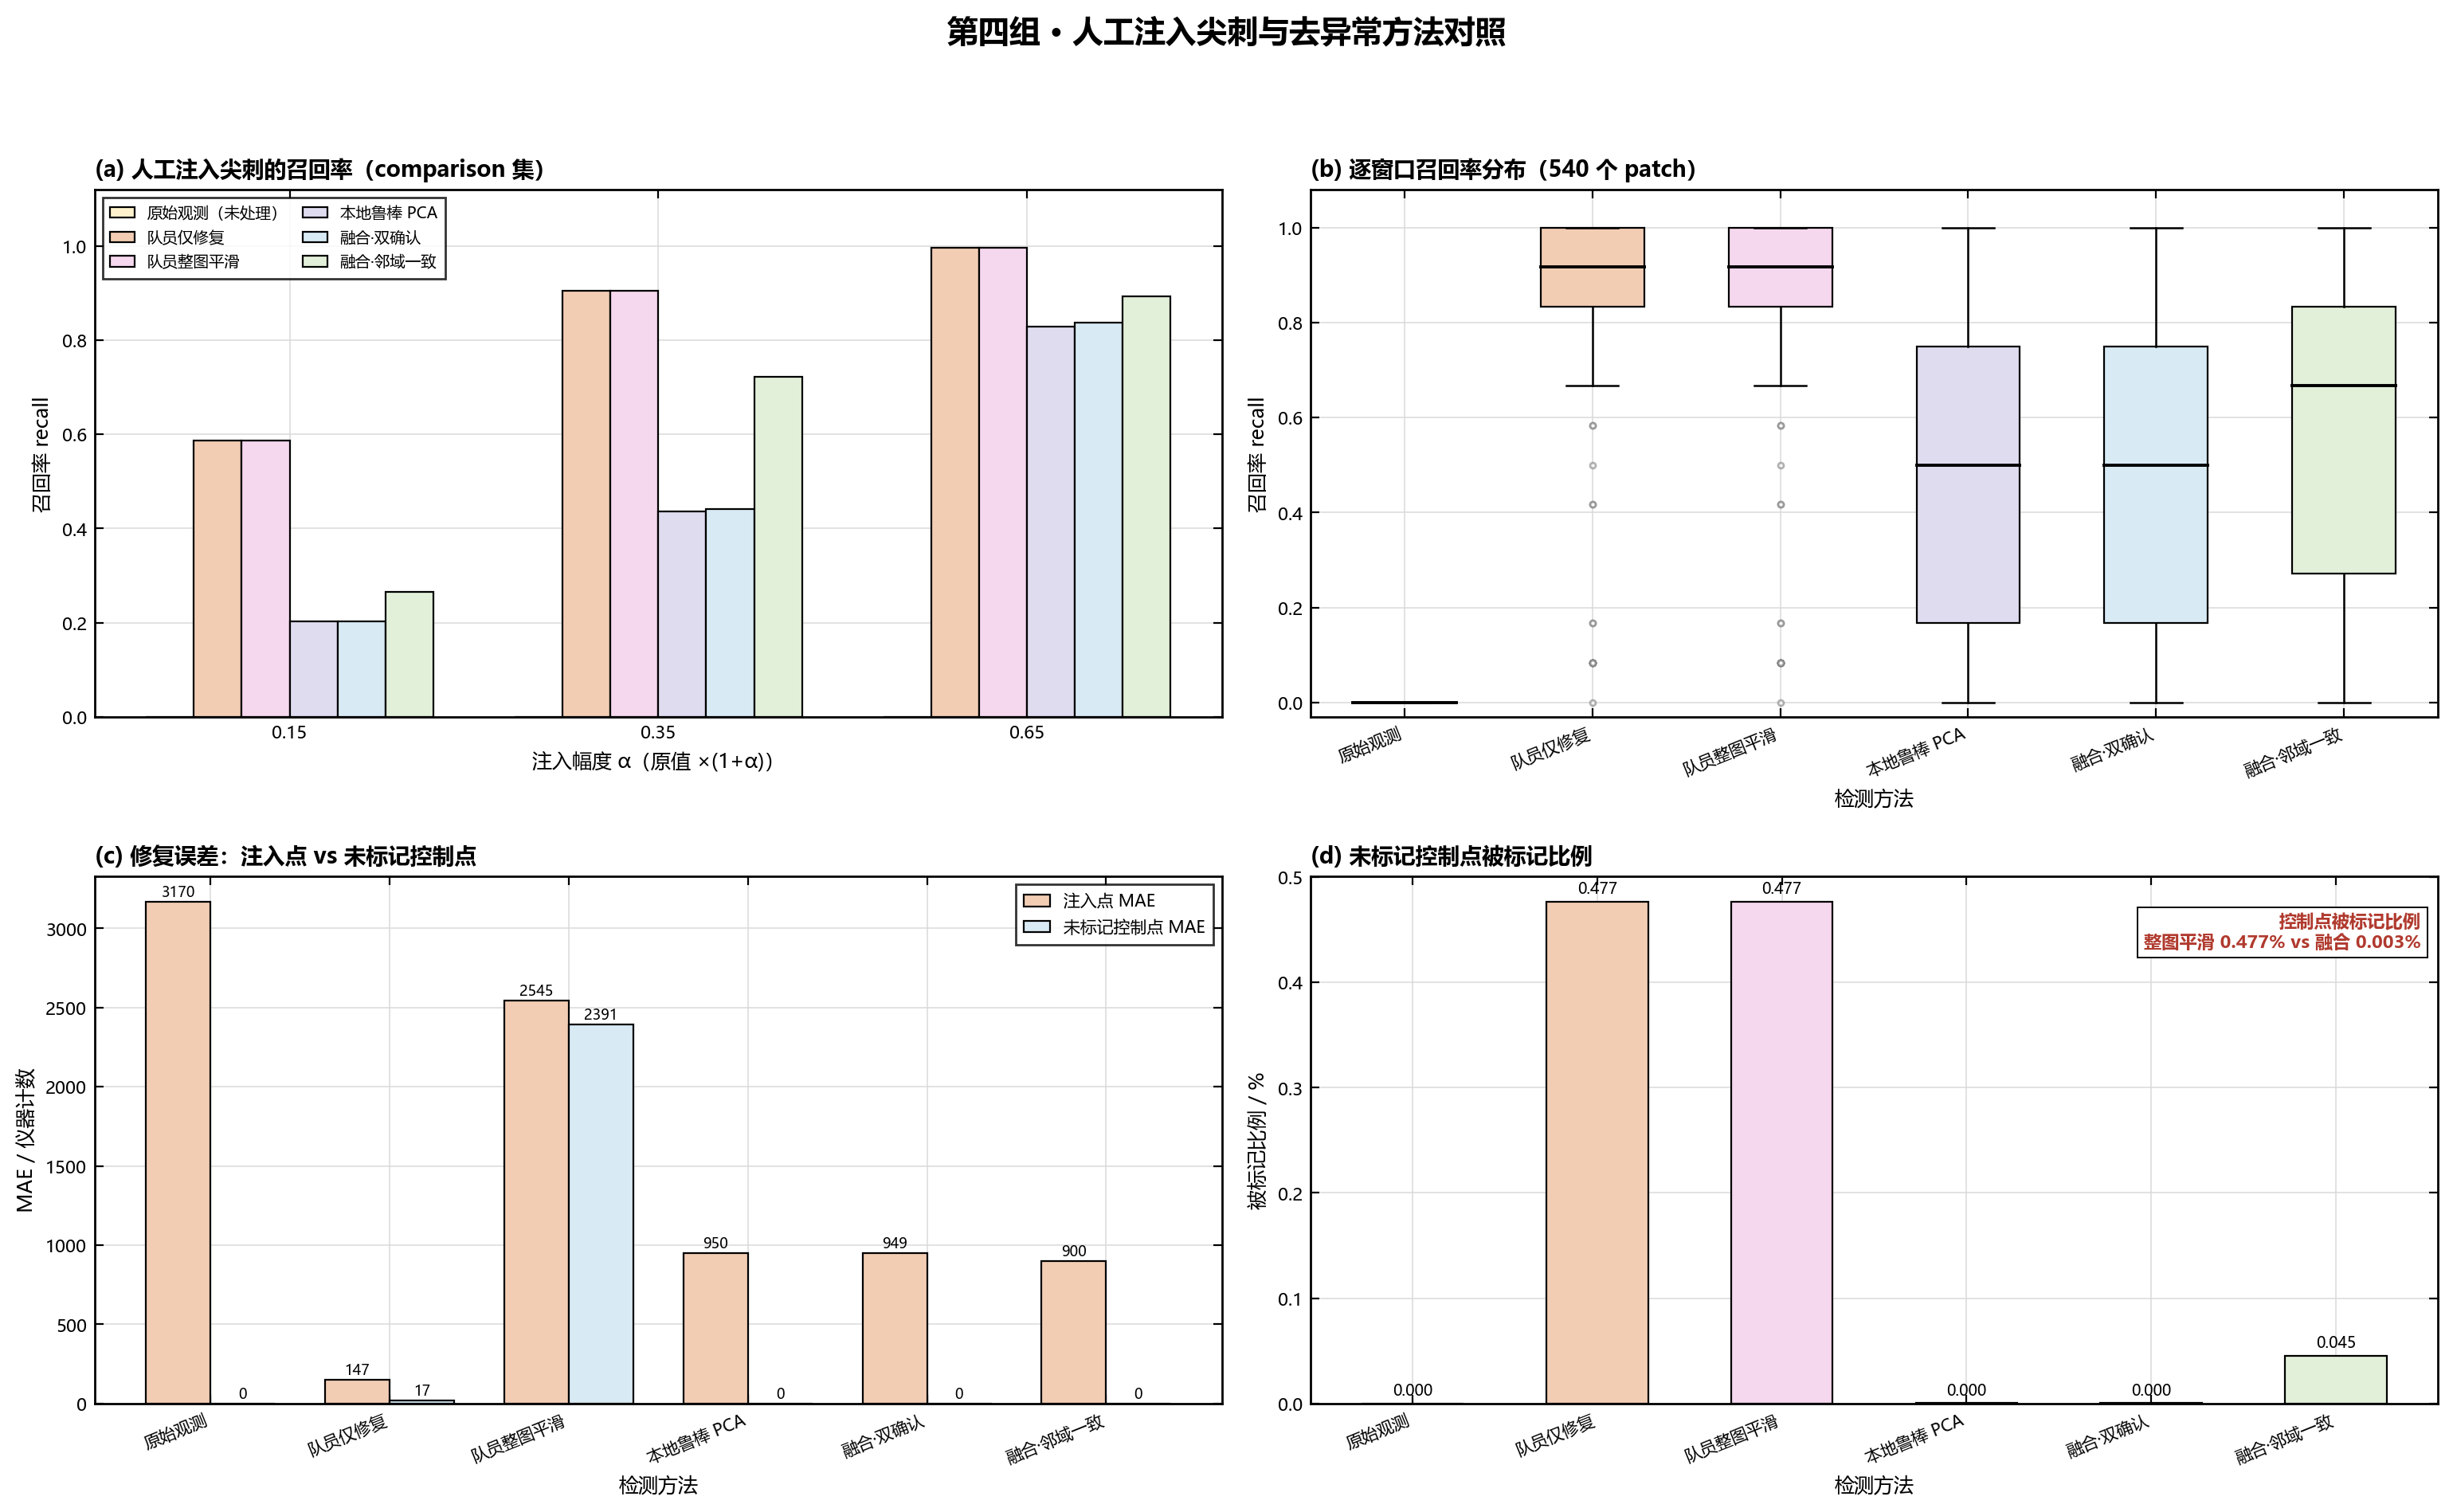 第四组 • 人工注入尖刺与去异常方法对照
(a) 人工注入尖刺的召回率（comparison 集）
原始观测（未处理）
队员仅修复
队员整图平滑
本地鲁棒 PCA
融合·双确认
融合·邻域一致
召回率 recall
1.0
0.8
0.6
0.4
0.2
0.0
0.15
0.35
0.65
注入幅度 α（原值 ×(1+α)）
(b) 逐窗口召回率分布（540 个 patch）
召回率 recall
1.0
0.8
0.6
0.4
0.2
0.0
原始观测
队员仅修复
队员整图平滑
本地鲁棒 PCA
融合·双确认
融合·邻域一致
检测方法
(c) 修复误差：注入点 vs 未标记控制点
注入点 MAE
未标记控制点 MAE
MAE / 仪器计数
3000
2500
2000
1500
1000
500
0
3170
0
147
17
2545
2391
950
0
949
0
900
0
原始观测
队员仅修复
队员整图平滑
本地鲁棒 PCA
融合·双确认
融合·邻域一致
检测方法
(d) 未标记控制点被标记比例
控制点被标记比例
整图平滑 0.477% vs 融合 0.003%
被标记比例 / %
0.5
0.4
0.3
0.2
0.1
0.0
0.000
0.477
0.477
0.000
0.000
0.045
原始观测
队员仅修复
队员整图平滑
本地鲁棒 PCA
融合·双确认
融合·邻域一致
检测方法